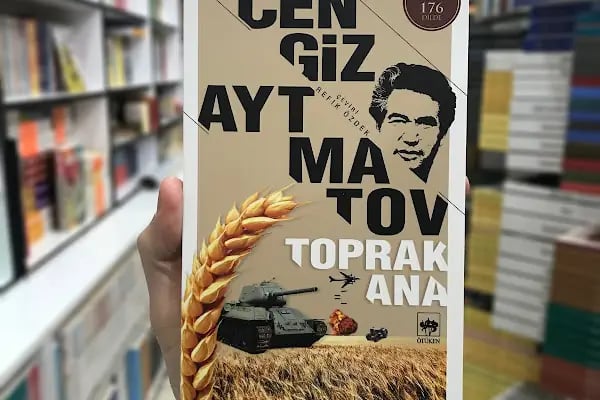 CEN
GİZ
AYT
MA
TOV
176
DİLDE
ÇEVİRİ
REFİK ÖZDEK
TOPRAK
ANA
ÖTÜKEN